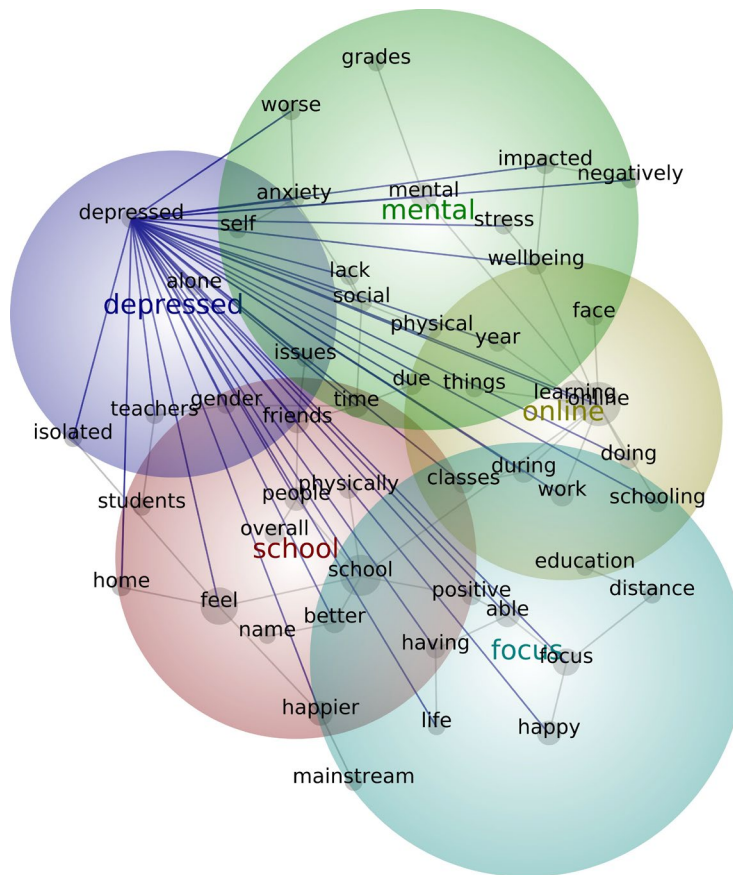 grades
worse
impacted
negatively
anxiety
mental
mental
depressed
self
stress
wellbeing
lack
alone
social
depressed
face
physical
year
issues
due
things
learning
online
online
gender
time
teachers
friends
isolated
doing
during
classes
physically
people
work
schooling
students
overall
school
education
school
home
distance
positive
feel
able
better
name
having
focus
focus
happier
life
happy
mainstream